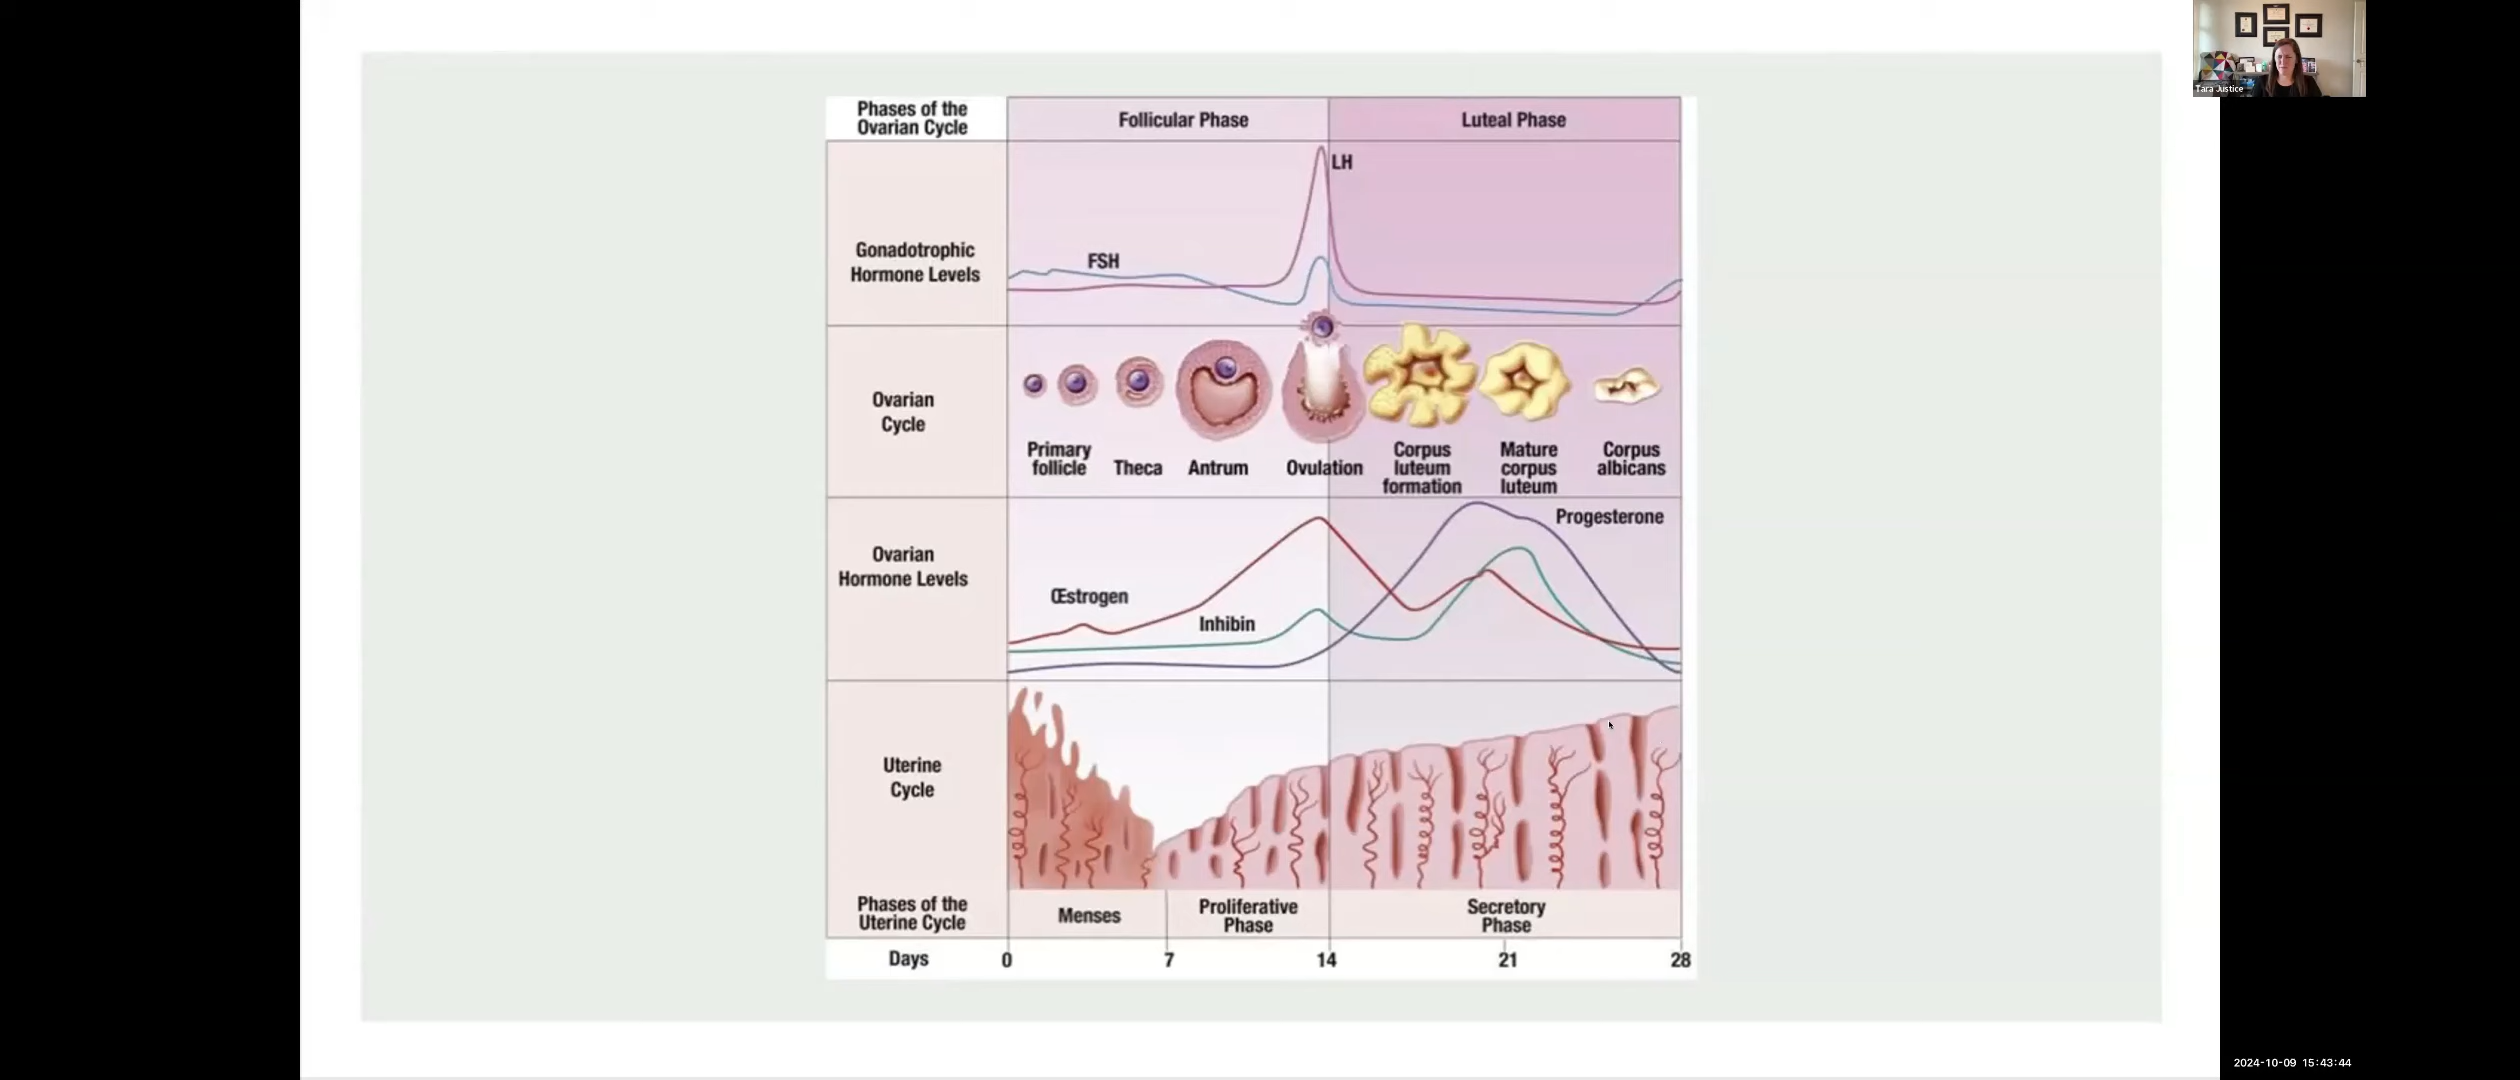 Tara Justice
Phases of the
Ovarian Cycle
Follicular Phase
Luteal Phase
Gonadotrophic
Hormone Levels
FSH
LH
Ovarian
Cycle
Primary
follicle
Theca
Antrum
Ovulation
Corpus
luteum
formation
Mature
corpus
luteum
Corpus
albicans
Ovarian
Hormone Levels
Œstrogen
Inhibin
Progesterone
Uterine
Cycle
Phases of the
Uterine Cycle
Menses
Proliferative
Phase
Secretory
Phase
Days 0 7 14 21 28
2024-10-09 15:43:44